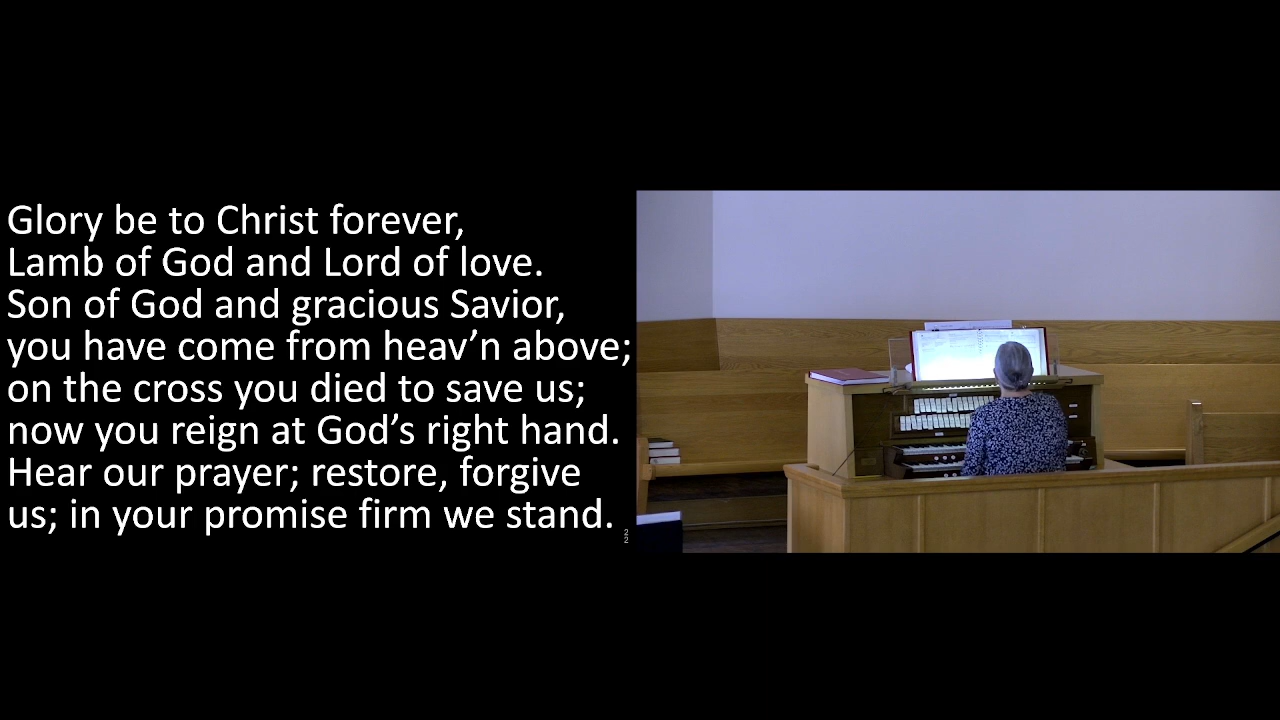 Glory be to Christ forever,
Lamb of God and Lord of love.
Son of God and gracious Savior,
you have come from heav’n above;
on the cross you died to save us;
now you reign at God’s right hand.
Hear our prayer; restore, forgive
us; in your promise firm we stand.
2
2